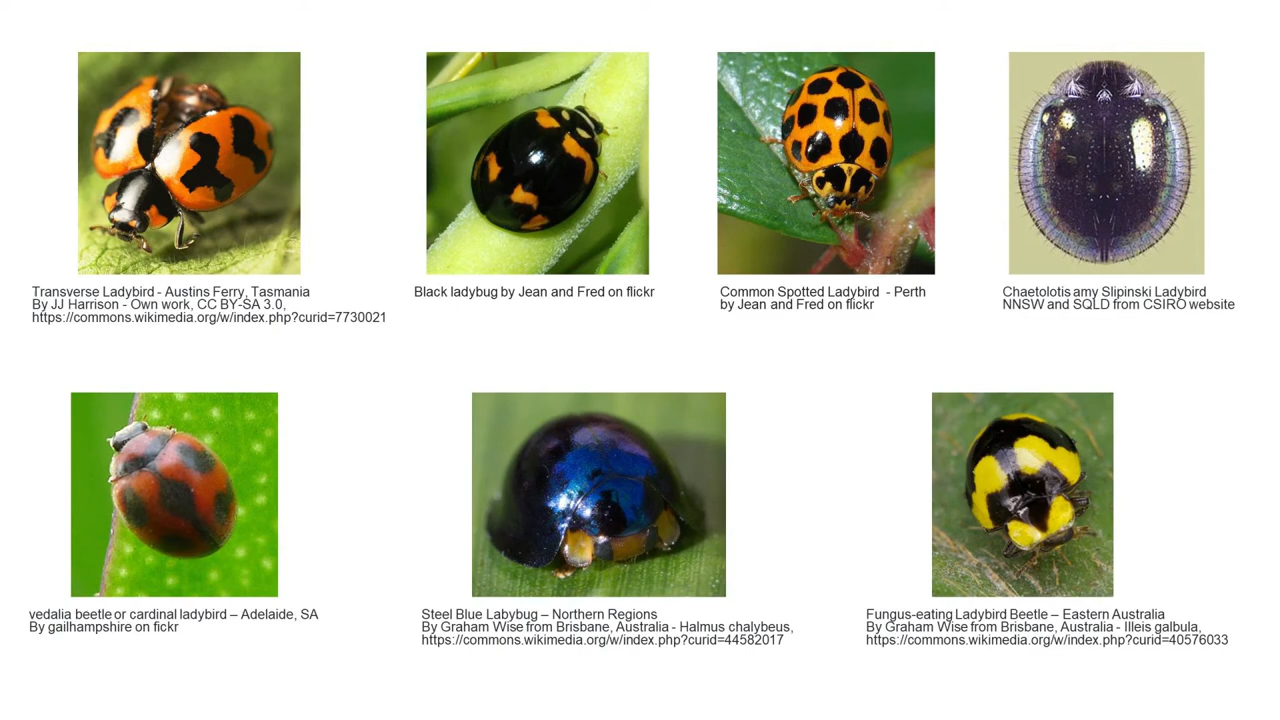 Transverse Ladybird - Austins Ferry, Tasmania
By JJ Harrison - Own work, CC BY-SA 3.0,
https://commons.wikimedia.org/w/index.php?curid=7730021
Black ladybug by Jean and Fred on flickr
Common Spotted Ladybird - Perth
by Jean and Fred on flickr
Chaetolotis amy Slipinski Ladybird
NNSW and SQLD from CSIRO website
vedalia beetle or cardinal ladybird – Adelaide, SA
By gailhampshire on fickr
Steel Blue Labybug – Northern Regions
By Graham Wise from Brisbane, Australia - Halmus chalybeus,
https://commons.wikimedia.org/w/index.php?curid=44582017
Fungus-eating Ladybird Beetle – Eastern Australia
By Graham Wise from Brisbane, Australia - Illeis galbula,
https://commons.wikimedia.org/w/index.php?curid=40576033